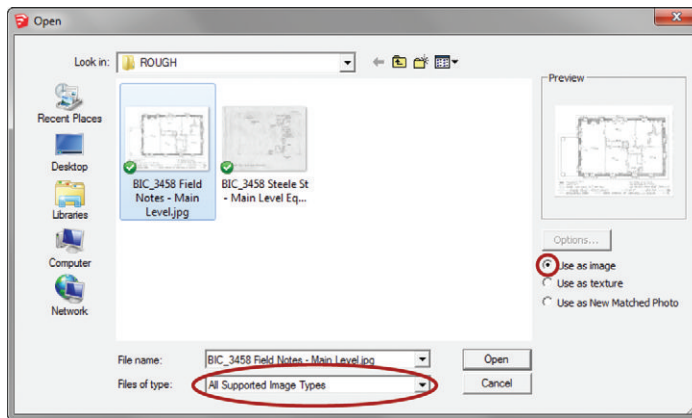 Open
Look in:
ROUGH
Recent Places
Desktop
Libraries
Computer
Network
BIC_3458 Field
Notes - Main
Level.jpg
BIC_3458 Steele St
- Main Level Eq...
Preview
Options...
Use as image
Use as texture
Use as New Matched Photo
File name:
BIC_3458 Field Notes - Main Level.jpg
Open
Files of type:
All Supported Image Types
Cancel